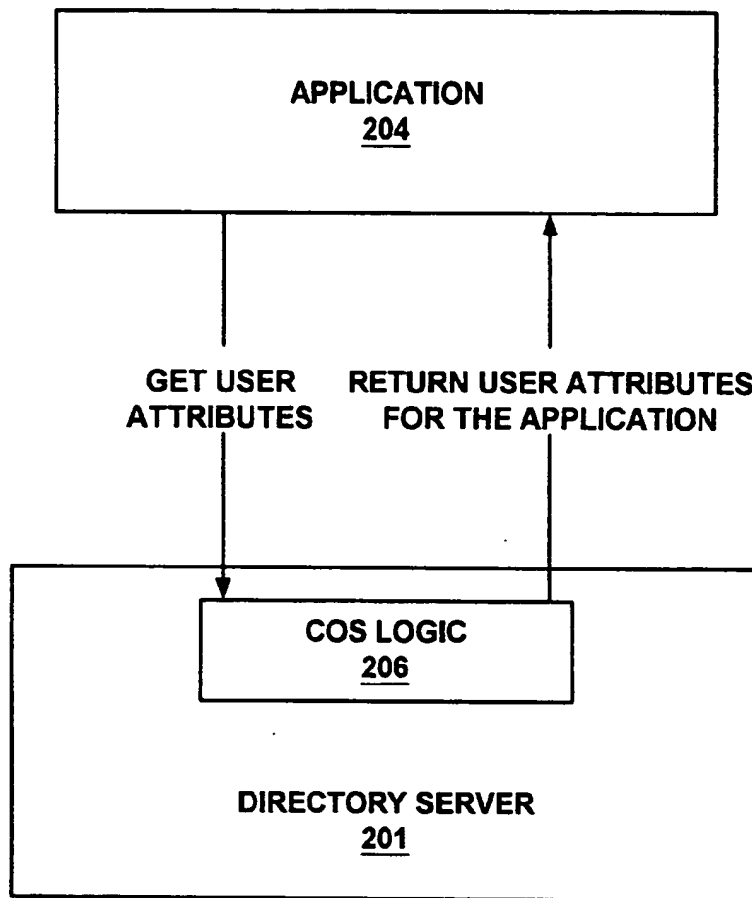 APPLICATION
204
GET USER
ATTRIBUTES
RETURN USER ATTRIBUTES
FOR THE APPLICATION
COS LOGIC
206
DIRECTORY SERVER
201